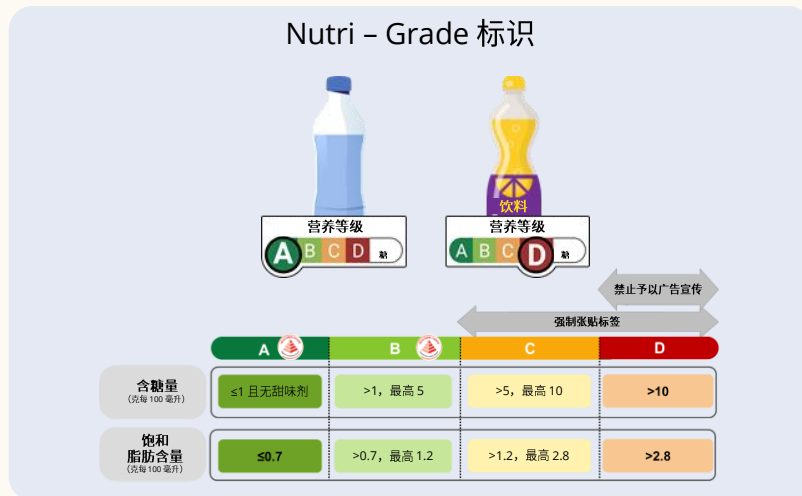 Nutri – Grade 标识
饮料
营养等级
A B C D 糖
营养等级
A B C D 糖
禁止予以广告宣传
强制张贴标签
A B C D
含糖量
(克每 100 毫升)
≤1 且无甜味剂
>1，最高 5
>5，最高 10
>10
饱和
脂肪含量
(克每 100 毫升)
≤0.7
>0.7，最高 1.2
>1.2，最高 2.8
>2.8